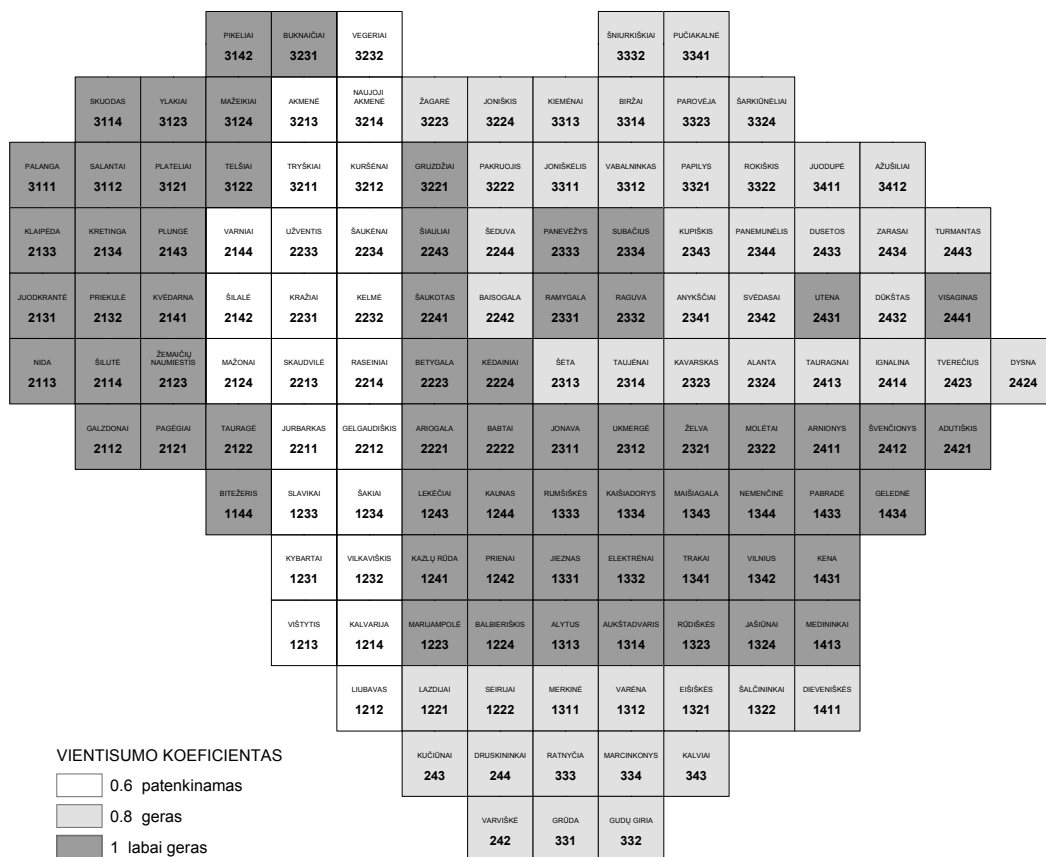 PIKELIAI BUKNAIČIAI VEGERIAI ŠNIURKIŠKIAI PUČIAKALNĖ
3142 3231 3232 3332 3341
SKUODAS YLAKIAI MAŽEIKIAI AKMENĖ NAUJOJI AKMENĖ ŽAGARĖ JONIŠKIS KIEMĖNAI BIRŽAI PAROVĖJA ŠARKIŪNĖLIAI
3114 3123 3124 3213 3214 3223 3224 3313 3314 3323 3324
PALANGA SALANTAI PLATELIAI TELŠIAI TRYŠKIAI KURŠĖNAI GRUZDŽIAI PAKRUOJIS JONIŠKĖLIS VABALNINKAS PAPILYS ROKIŠKIS JUODUPĖ AŽUŠILIAI
3111 3112 3121 3122 3211 3212 3221 3222 3311 3312 3321 3322 3411 3412
KLAIPĖDA KRETINGA PLUNGĖ VARNIAI UŽVENTIS ŠAUKĖNAI ŠIAULIAI ŠEDUVA PANEVĖŽYS SUBAČIUS KUPIŠKIS PANEMUNĖLIS DUSETOS ZARASAI TURMANTAS
2133 2134 2143 2144 2233 2234 2243 2244 2333 2334 2343 2344 2433 2434 2443
JUODKRANTĖ PRIEKULĖ KVĖDARNA ŠILALĖ KRAŽIAI KELMĖ ŠAUKOTAS BAISOGALA RAMYGALA RAGUVA ANYKŠČIAI SVĖDASAI UTENA DŪKŠTAS VISAGINAS
2131 2132 2141 2142 2231 2232 2241 2242 2331 2332 2341 2342 2431 2432 2441
NIDA ŠILUTĖ ŽEMAIČIŲ NAUMIESTIS MAŽONAI SKAUDVILĖ RASEINIAI BETYGALA KĖDAINIAI ŠĖTA TAUJĖNAI KAVARSKAS ALANTA TAURAGNAI IGNALINA TVEREČIUS DYSNA
2113 2114 2123 2124 2213 2214 2223 2224 2313 2314 2323 2324 2413 2414 2423 2424
GALZDONAI PAGĖGIAI TAURAGĖ JURBARKAS GELGAUDIŠKIS ARIOGALA BABTAI JONAVA UKMERGĖ ŽELVA MOLĖTAI ARNIONYS ŠVENČIONYS ADUTIŠKIS
2112 2121 2122 2211 2212 2221 2222 2311 2312 2321 2322 2411 2412 2421
BITEŽERIS SLAVIKAI ŠAKIAI LEKĖČIAI KAUNAS RUMŠIŠKĖS KAIŠIADORYS MAIŠIAGALA NEMENČINĖ PABRADĖ GELEDNĖ
1144 1233 1234 1243 1244 1333 1334 1343 1344 1433 1434
KYBARTAI VILKAVIŠKIS KAZLŲ RŪDA PRIENAI JIEZNAS ELEKTRĖNAI TRAKAI VILNIUS KENA
1231 1232 1241 1242 1331 1332 1341 1342 1431
VIŠTYTIS KALVARIJA MARIJAMPOLĖ BALBIERIŠKIS ALYTUS AUKŠTADVARIS RŪDIŠKĖS JAŠIŪNAI MEDININKAI
1213 1214 1223 1224 1313 1314 1323 1324 1413
LIUBAVAS LAZDIJAI SEIRIJAI MERKINĖ VARĖNA EIŠIŠKĖS ŠALČININKAI DIEVENIŠKĖS
1212 1221 1222 1311 1312 1321 1322 1411
KUČIŪNAI DRUSKININKAI RATNYČIA MARCINKONYS KALVIAI
243 244 333 334 343
VARVIŠKĖ GRŪDA GUDŲ GIRIA
242 331 332
VIENTISUMO KOEFICIENTAS
0.6 patenkinamas
0.8 geras
1 labai geras